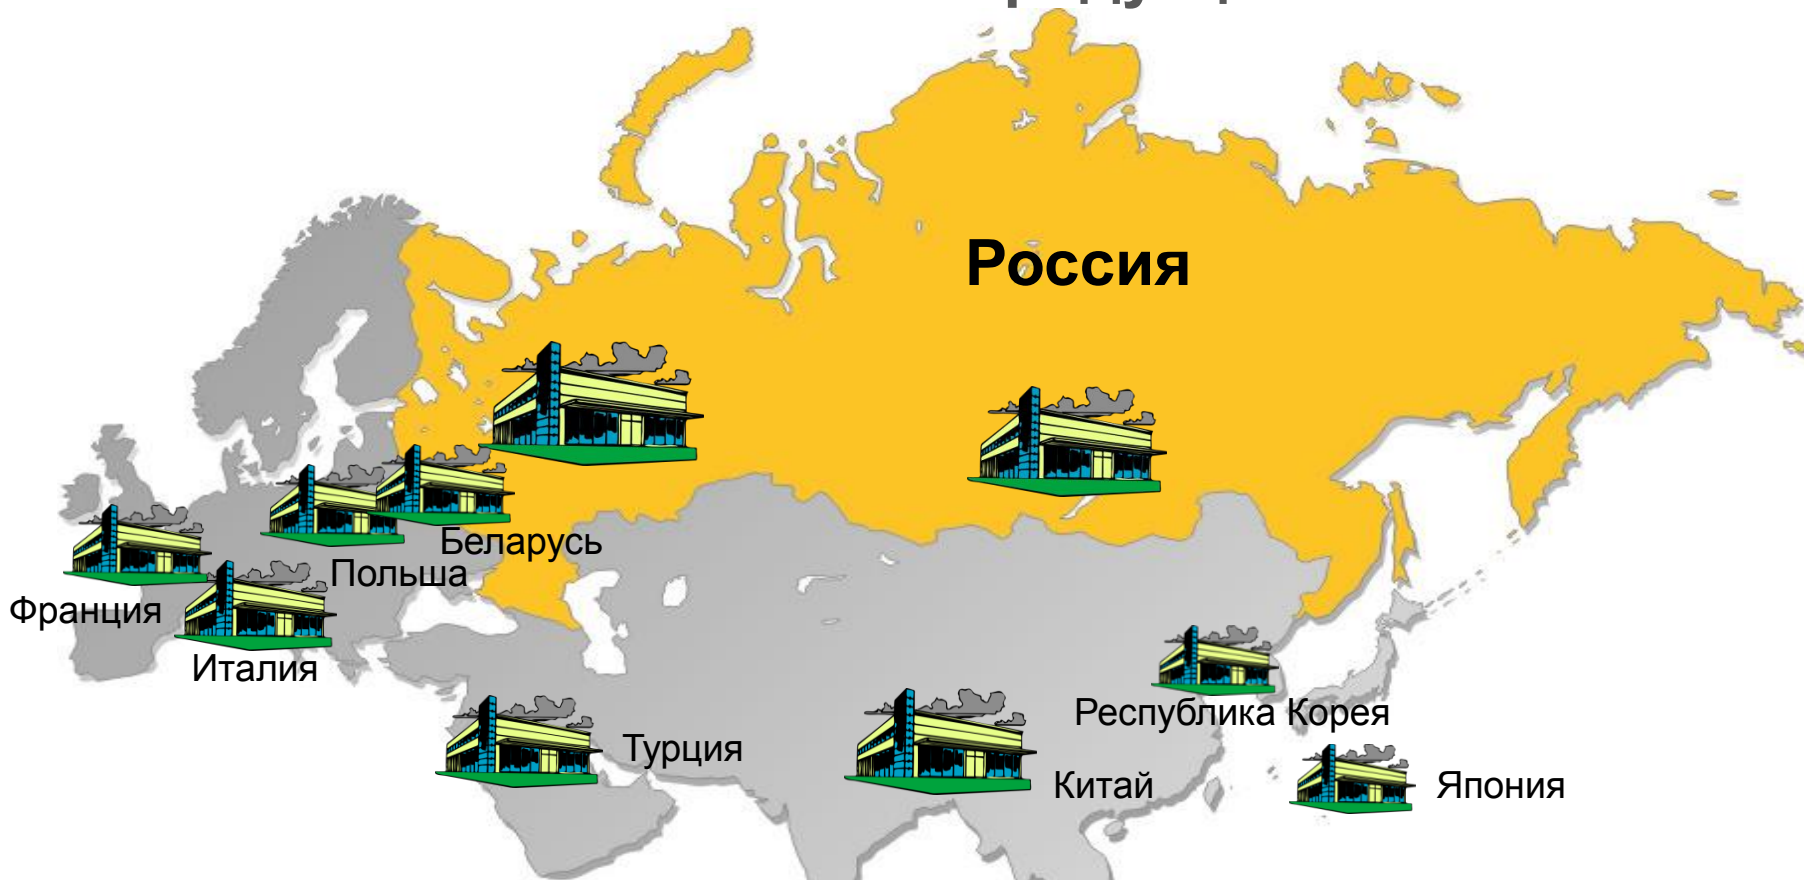 Россия
Беларусь
Польша
Франция
Италия
Турция
Республика Корея
Китай
Япония